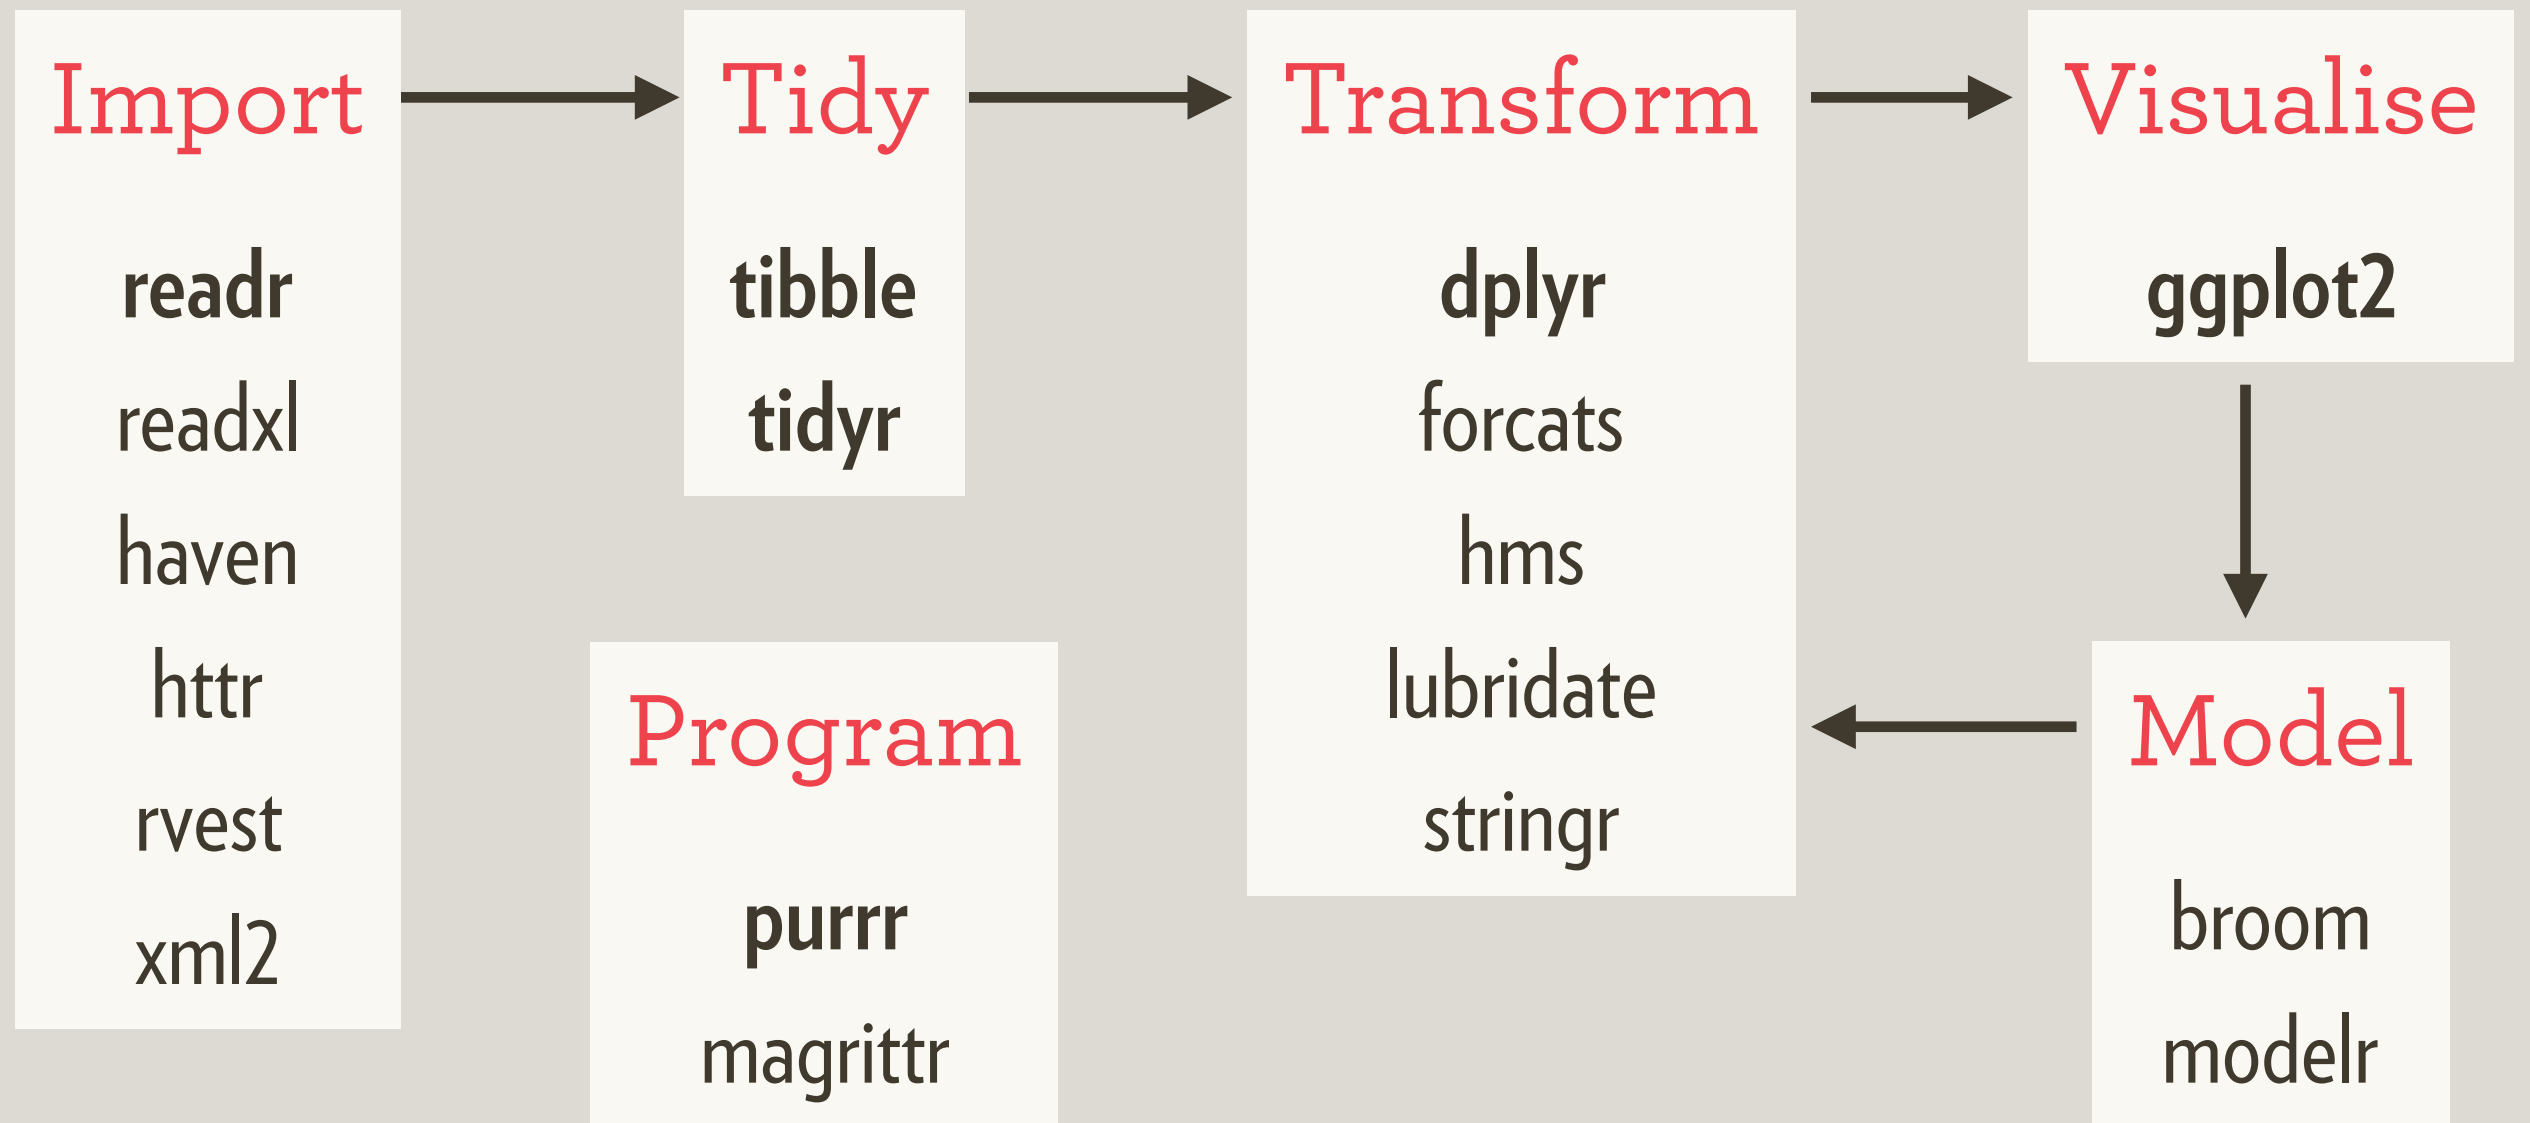 Import
readr
readxl
haven
httr
rvest
xml2
Tidy
tibble
tidyr
Program
purrr
magrittr
Transform
dplyr
forcats
hms
lubridate
stringr
Visualise
ggplot2
Model
broom
modelr